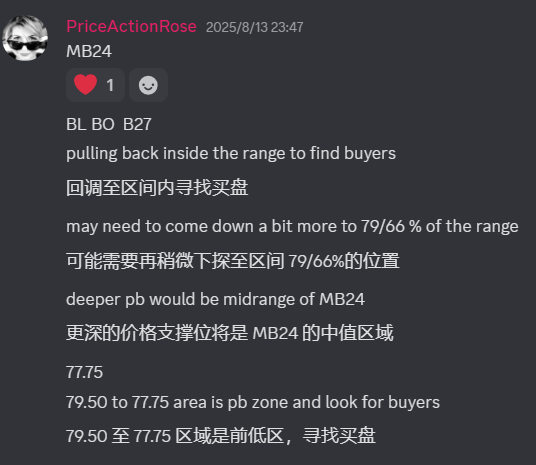 PriceActionRose 2025/8/13 23:47
MB24
1
BL BO B27
pulling back inside the range to find buyers
回调至区间内寻找买盘
may need to come down a bit more to 79/66 % of the range
可能需要再稍微下探至区间 79/66%的位置
deeper pb would be midrange of MB24
更深的价格支撑位将是 MB24 的中值区域
77.75
79.50 to 77.75 area is pb zone and look for buyers
79.50 至 77.75 区域是前低区，寻找买盘